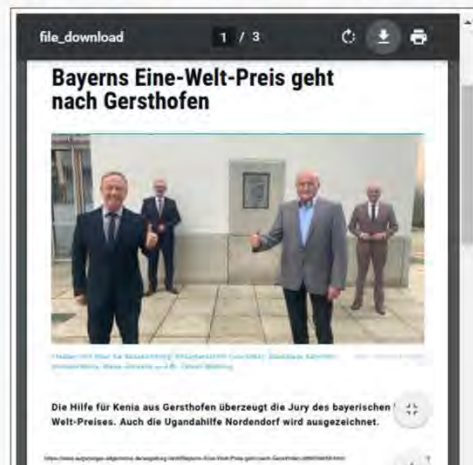 file_download
1 / 3
Bayerns Eine-Welt-Preis geht
nach Gersthofen
Die Hilfe für Kenia aus Gersthofen überzeugt die Jury des bayerischen
Welt-Preises. Auch die Ugandahilfe Nordendorf wird ausgezeichnet.